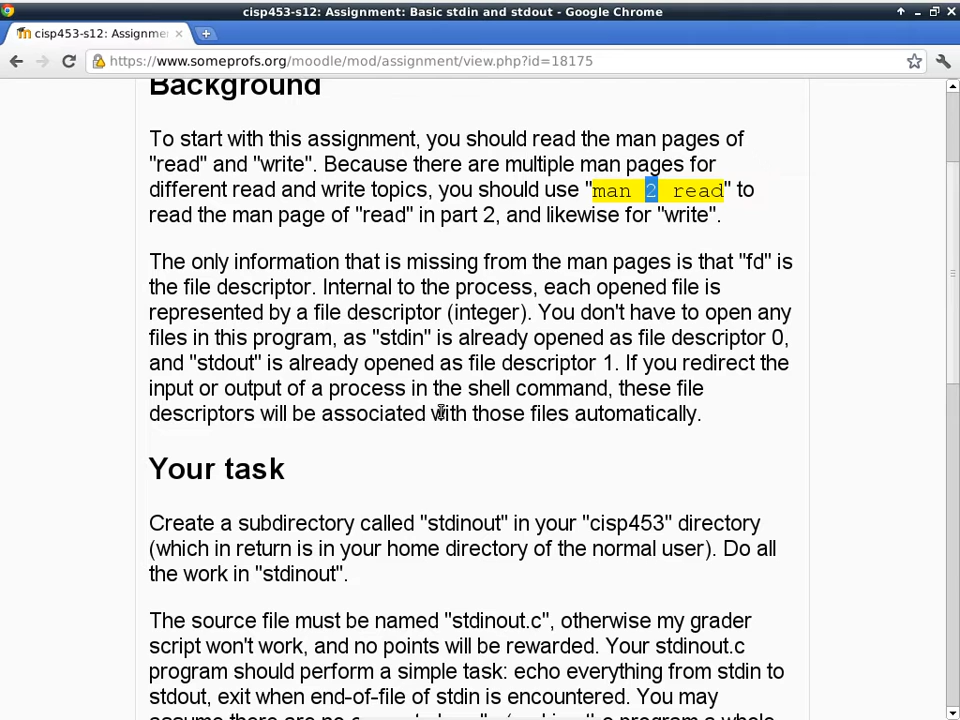 cisp453-s12: Assignment: Basic stdin and stdout - Google Chrome
cisp453-s12: Assignme
https://www.someprofs.org/moodle/mod/assignment/view.php?id=18175
Background
To start with this assignment, you should read the man pages of
"read" and "write". Because there are multiple man pages for
different read and write topics, you should use "man 2 read" to
read the man page of "read" in part 2, and likewise for "write".
The only information that is missing from the man pages is that "fd" is
the file descriptor. Internal to the process, each opened file is
represented by a file descriptor (integer). You don't have to open any
files in this program, as "stdin" is already opened as file descriptor 0,
and "stdout" is already opened as file descriptor 1. If you redirect the
input or output of a process in the shell command, these file
descriptors will be associated with those files automatically.
Your task
Create a subdirectory called "stdinout" in your "cisp453" directory
(which in return is in your home directory of the normal user). Do all
the work in "stdinout".
The source file must be named "stdinout.c", otherwise my grader
script won't work, and no points will be rewarded. Your stdinout.c
program should perform a simple task: echo everything from stdin to
stdout, exit when end-of-file of stdin is encountered. You may
assume there are no